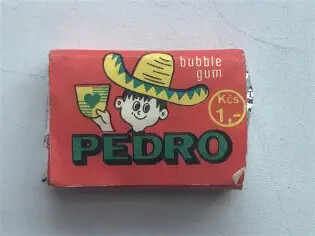 bubble
gum
Kčs
1,-
PEDRO